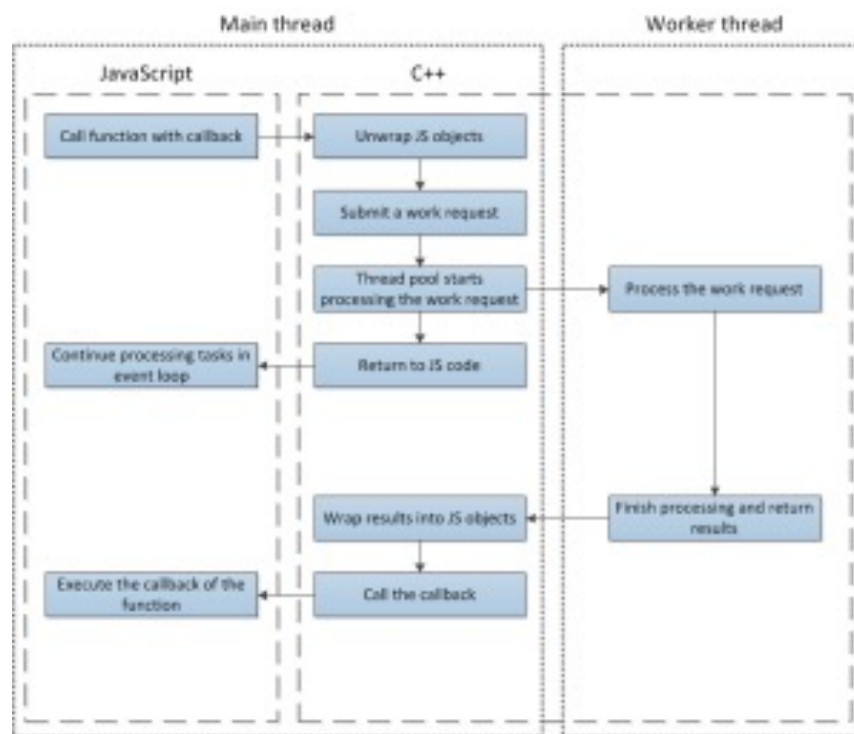 Main thread
Worker thread
JavaScript
C++
Call function with callback
Unwrap JS objects
Submit a work request
Thread pool starts
processing the work request
Process the work request
Continue processing tasks in
event loop
Return to JS code
Wrap results into JS objects
Finish processing and return
results
Execute the callback of the
function
Call the callback